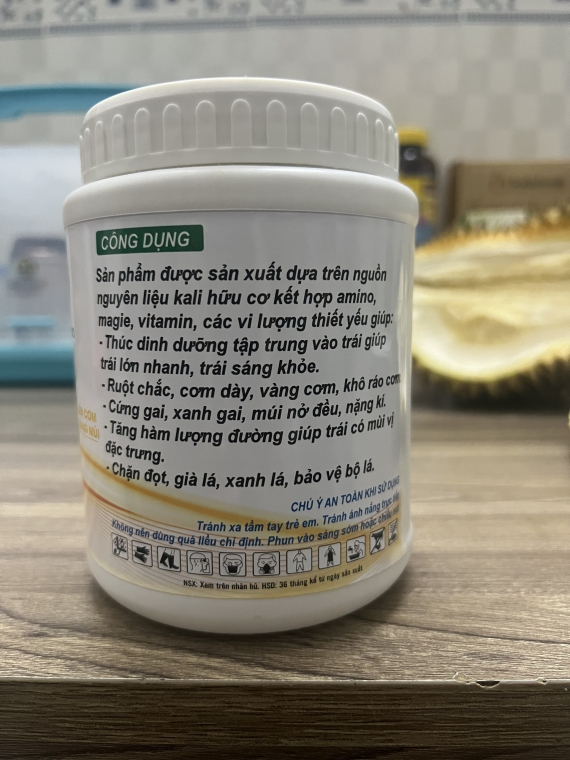 CÔNG DỤNG
Sản phẩm được sản xuất dựa trên nguồn
nguyên liệu kali hữu cơ kết hợp amino,
magie, vitamin, các vi lượng thiết yếu giúp:
- Thúc dinh dưỡng tập trung vào trái giúp
trái lớn nhanh, trái sáng khỏe.
- Ruột chắc, cơm dày, vàng cơm, khô ráo cơm
- Cứng gai, xanh gai, múi nở đều, nặng kí.
- Tăng hàm lượng đường giúp trái có mùi vị
đặc trưng.
- Chặn đọt, già lá, xanh lá, bảo vệ bộ lá.
CƠM
MÙI
CHÚ Ý AN TOÀN KHI SỬ DỤNG
Tránh xa tầm tay trẻ em. Tránh ánh nắng trực
Không nên dùng quá liều chỉ định. Phun vào sáng sớm hoặc chiều
NSX: Xem trên nhãn hũ. HSD: 36 tháng kể từ ngày sản xuất